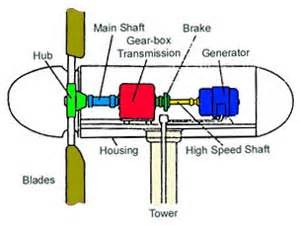 Gear-box
Transmission
Brake
Main Shaft
Generator
Hub
Housing
High Speed Shaft
Blades
Tower